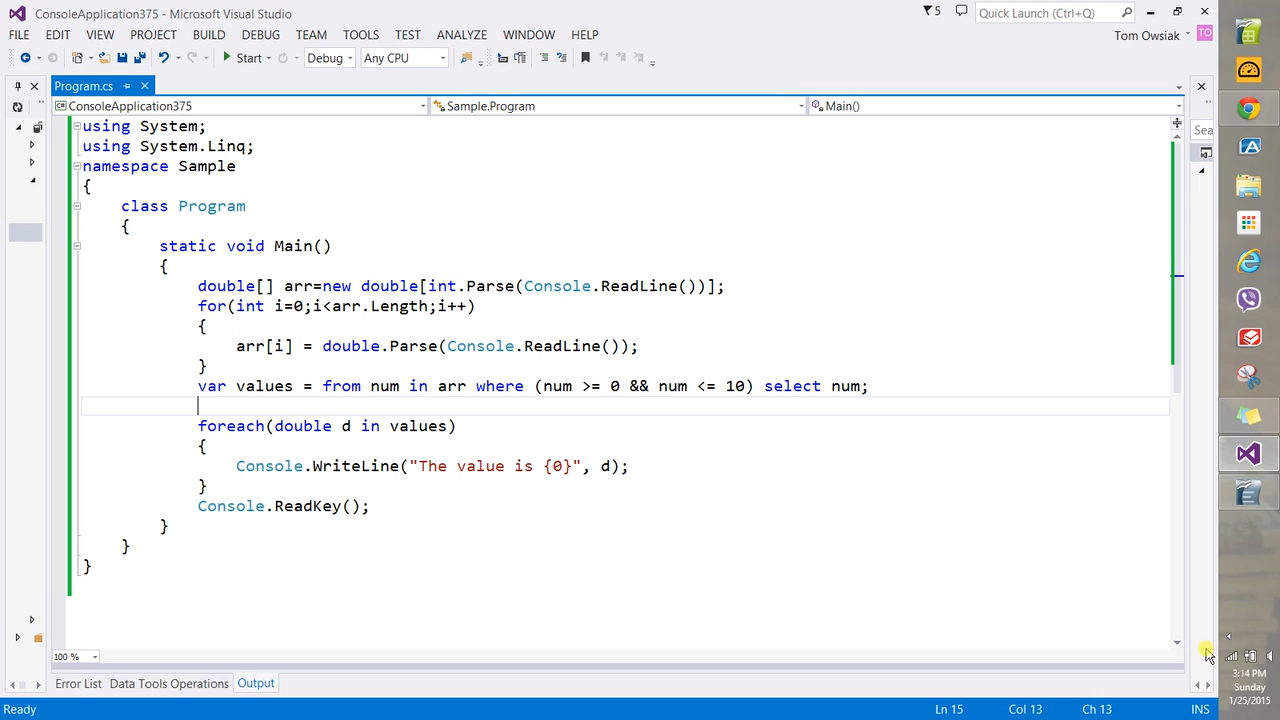 ConsoleApplication375 - Microsoft Visual Studio
5
Quick Launch (Ctrl+Q)
FILE EDIT VIEW PROJECT BUILD DEBUG TEAM TOOLS TEST ANALYZE WINDOW HELP
Tom Owsiak TO
Start Debug Any CPU
Program.cs
ConsoleApplication375 Sample.Program Main()
using System;
using System.Linq;
namespace Sample
{
class Program
{
static void Main()
{
double[] arr=new double[int.Parse(Console.ReadLine())];
for(int i=0;i<arr.Length;i++)
{
arr[i] = double.Parse(Console.ReadLine());
}
var values = from num in arr where (num >= 0 && num <= 10) select num;
foreach(double d in values)
{
Console.WriteLine("The value is {0}", d);
}
Console.ReadKey();
}
}
}
Sea
100 %
Error List Data Tools Operations Output
Ready Ln 15 Col 13 Ch 13 INS
3:14 PM
Sunday
1/25/2015